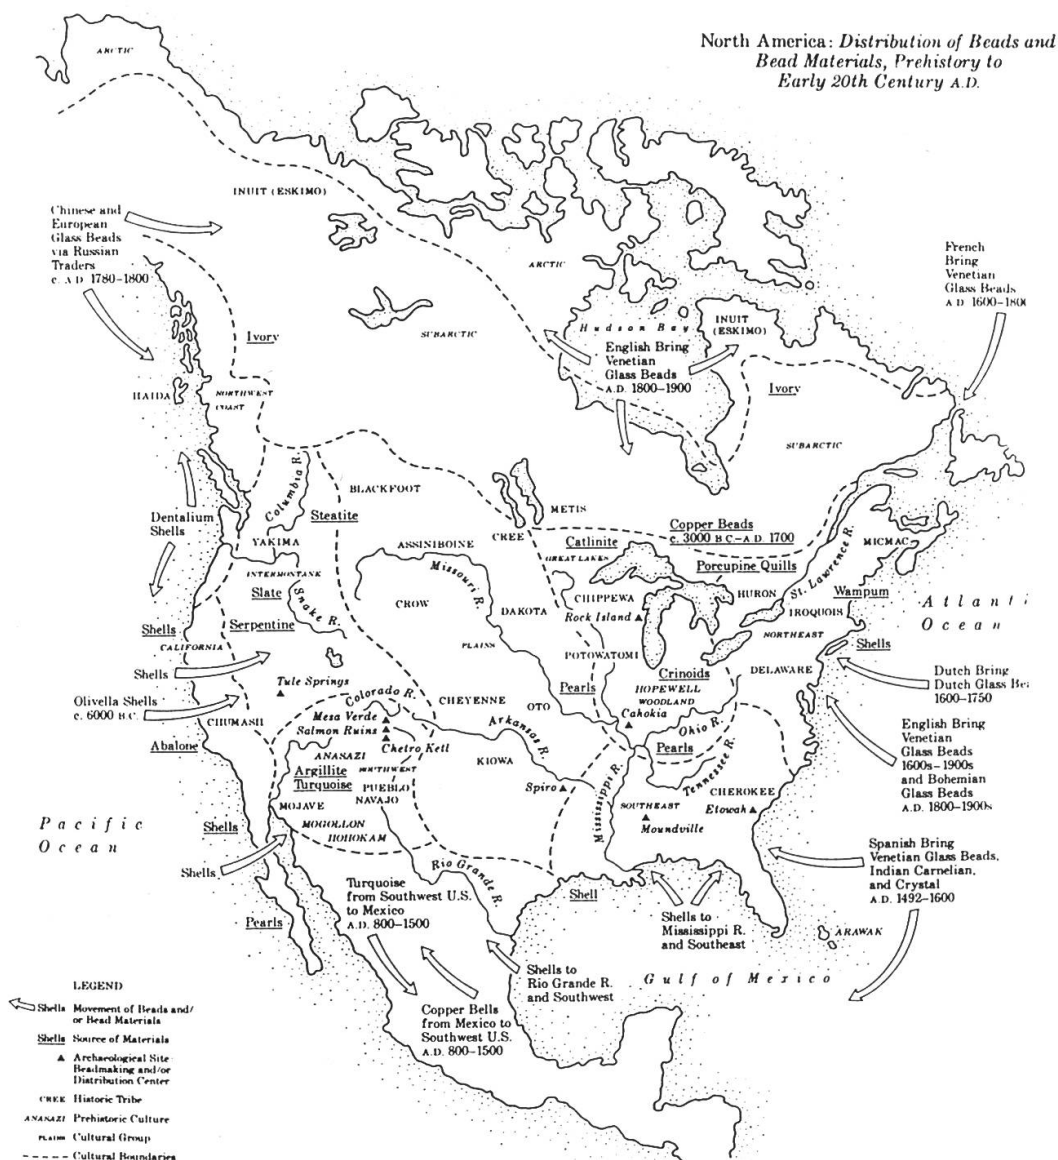 North America: Distribution of Beads and
Bead Materials, Prehistory to
Early 20th Century A.D.
ARCTIC
INUIT (ESKIMO)
Chinese and
European
Glass Beads
via Russian
Traders
c. A.D. 1780–1800
ARCTIC
French
Bring
Venetian
Glass Beads
A.D. 1600–180
Hudson Bay
INUIT
(ESKIMO)
SUBARCTIC
English Bring
Venetian
Glass Beads
A.D. 1800–1900
Ivory
Ivory
HAIDA
NORTHWEST
COAST
SUBARCTIC
Columbia R.
BLACKFOOT
Dentalium
Shells
Steatite
METIS
Copper Beads
c. 3000 B.C.–A.D. 1700
CREE
Catlinite
YAKIMA
ASSINIBOINE
GREAT LAKES
Porcupine Quills
St. Lawrence R.
MICMAC
INTERMONTANE
Missouri R.
Slate
Snake R.
CROW
DAKOTA
CHIPPEWA
Rock Island
HURON
Wampum
IROQUOIS
Atlanti
Ocean
Serpentine
Shells
CALIFORNIA
PLAINS
NORTHEAST
Shells
POTOWATOMI
Shells
Crinoids
DELAWARE
Dutch Bring
Dutch Glass Be
1600–1750
Tule Springs
Pearls
HOPEWELL
WOODLAND
Olivella Shells
c. 6000 B.C.
Colorado R.
CHEYENNE
OTO
Cahokia
CHUMASH
Mesa Verde
Salmon Ruins
Chetro Ketl
Arkansas R.
Ohio R.
English Bring
Venetian
Glass Beads
1600s–1900s
and Bohemian
Glass Beads
A.D. 1800–1900s
Abalone
ANASAZI
KIOWA
Pearls
Argillite
Turquoise
SOUTHWEST
PUEBLO
NAVAJO
Spiro
Mississippi R.
Tennessee R.
CHEROKEE
MOJAVE
SOUTHEAST
Etowah
Moundville
Pacific
Ocean
Shells
MOGOLLON
HOHOKAM
Shells
Rio Grande R.
Spanish Bring
Venetian Glass Beads,
Indian Carnelian,
and Crystal
A.D. 1492–1600
Turquoise
from Southwest U.S.
to Mexico
A.D. 800–1500
Shell
Pearls
Shells to
Mississippi R.
and Southeast
ARAWAK
Shells to
Rio Grande R.
and Southwest
Gulf of Mexico
Copper Bells
from Mexico to
Southwest U.S.
A.D. 800–1500
LEGEND
Shells Movement of Beads and/
or Bead Materials
Shells Source of Materials
▲ Archaeological Site
Beadmaking and/or
Distribution Center
CREE Historic Tribe
ANASAZI Prehistoric Culture
PLAINS Cultural Group
----- Cultural Boundaries